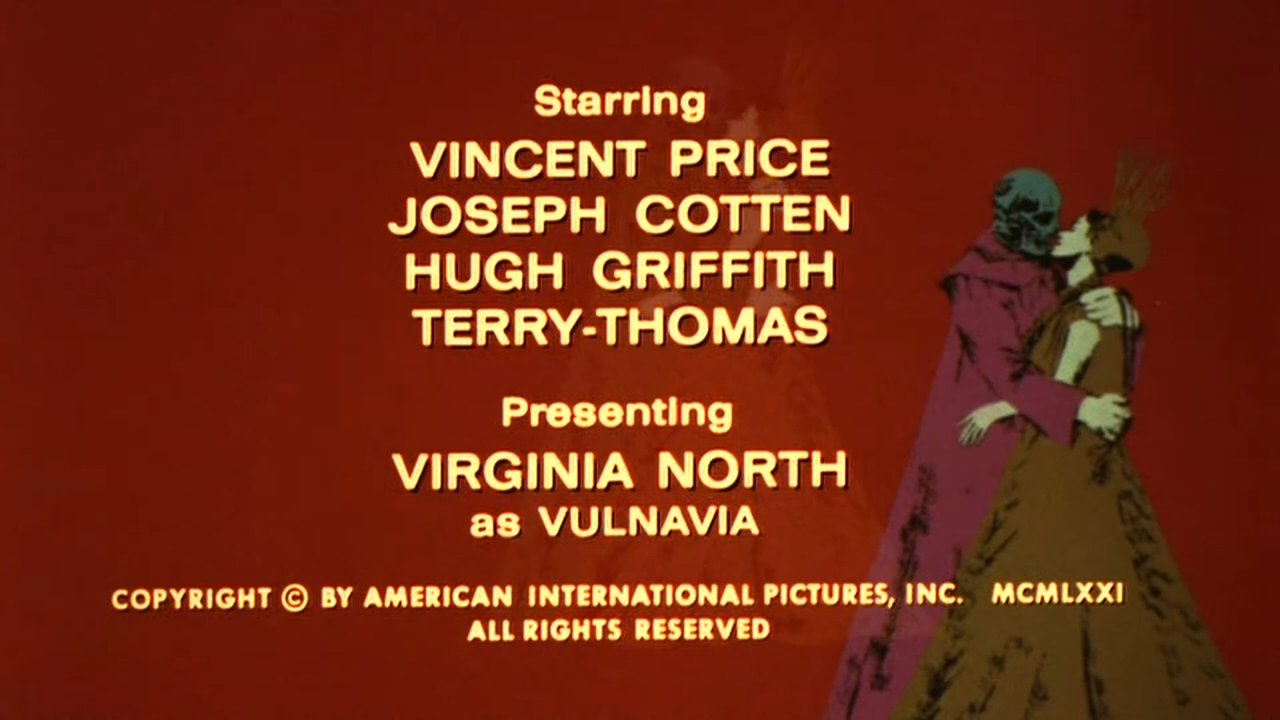 Starring
VINCENT PRICE
JOSEPH COTTEN
HUGH GRIFFITH
TERRY-THOMAS
Presenting
VIRGINIA NORTH
as VULNAVIA
COPYRIGHT © BY AMERICAN INTERNATIONAL PICTURES, INC. MCMLXXI
ALL RIGHTS RESERVED